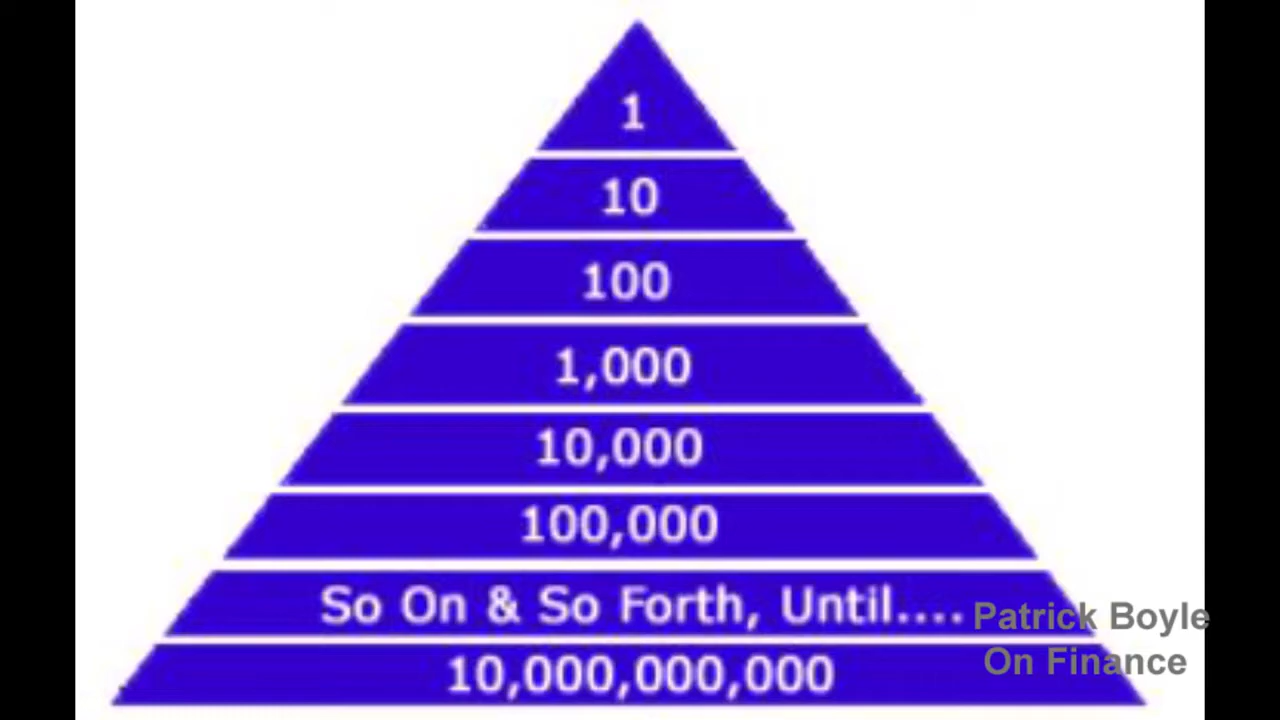 1
10
100
1,000
10,000
100,000
So On & So Forth, Until....
Patrick Boyle
On Finance
10,000,000,000